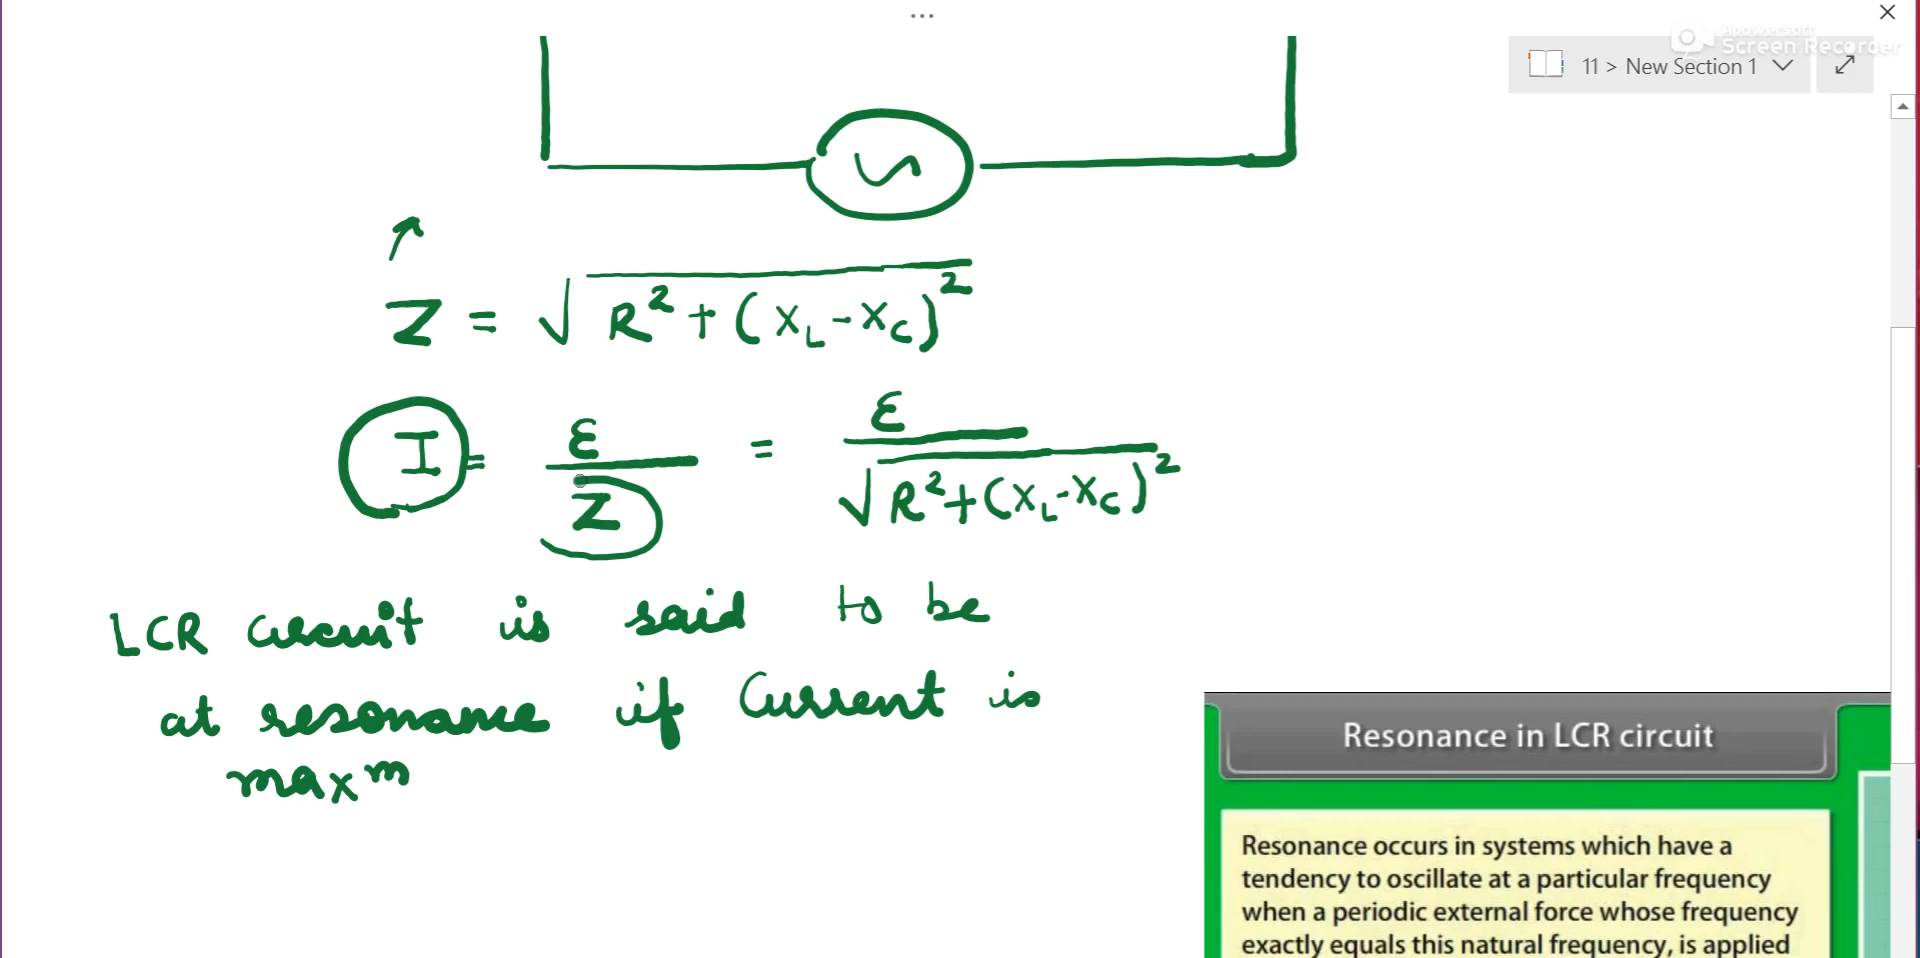 ...
Apowersoft
Screen Recorder
11 > New Section 1
Z = √R² + (X_L - X_C)²
I = ε/Z = ε/√R² + (X_L - X_C)²
LCR circuit is said to be
at resonance if current is
maxᵐ
Resonance in LCR circuit
Resonance occurs in systems which have a
tendency to oscillate at a particular frequency
when a periodic external force whose frequency
exactly equals this natural frequency, is applied